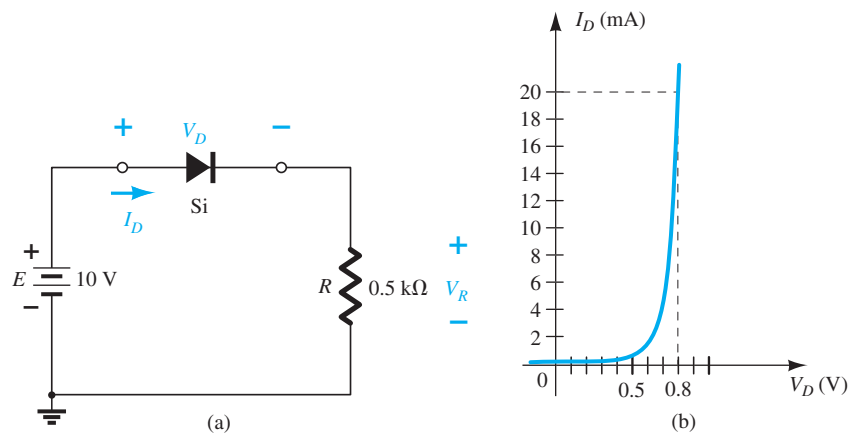 + V_D −
Si
I_D
+
E 10 V
−
R 0.5 kΩ
+
V_R
−
(a)
I_D (mA)
20
18
16
14
12
10
8
6
4
2
0
0.5 0.8 V_D (V)
(b)